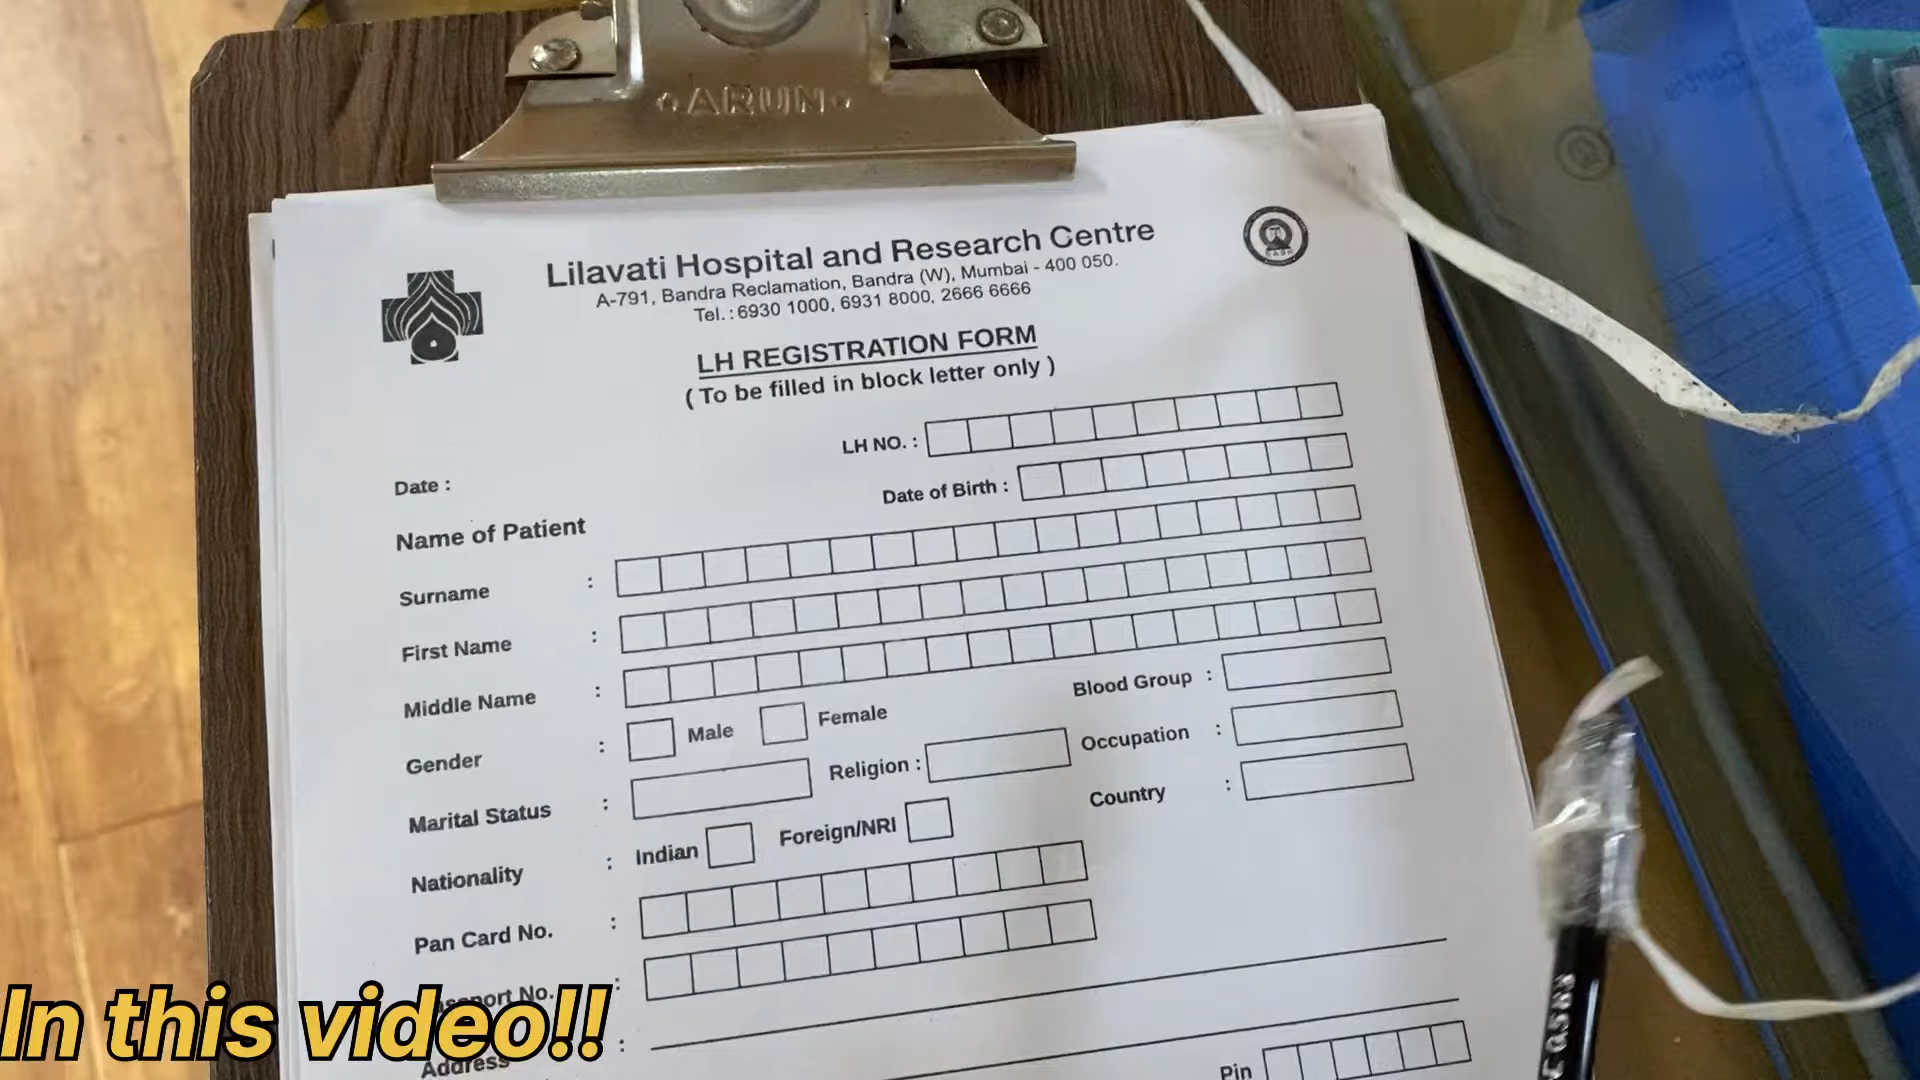 ARUN
Lilavati Hospital and Research Centre
A-791, Bandra Reclamation, Bandra (W), Mumbai - 400 050.
Tel.: 6930 1000, 6931 8000, 2666 6666
LH REGISTRATION FORM
( To be filled in block letter only )
LH NO. :
Date :
Date of Birth :
Name of Patient
Surname :
First Name :
Middle Name :
Gender : Male Female Blood Group :
Marital Status : Religion : Occupation :
Nationality : Indian Foreign/NRI Country :
Pan Card No. :
No. :
Address :
Pin
In this video!!